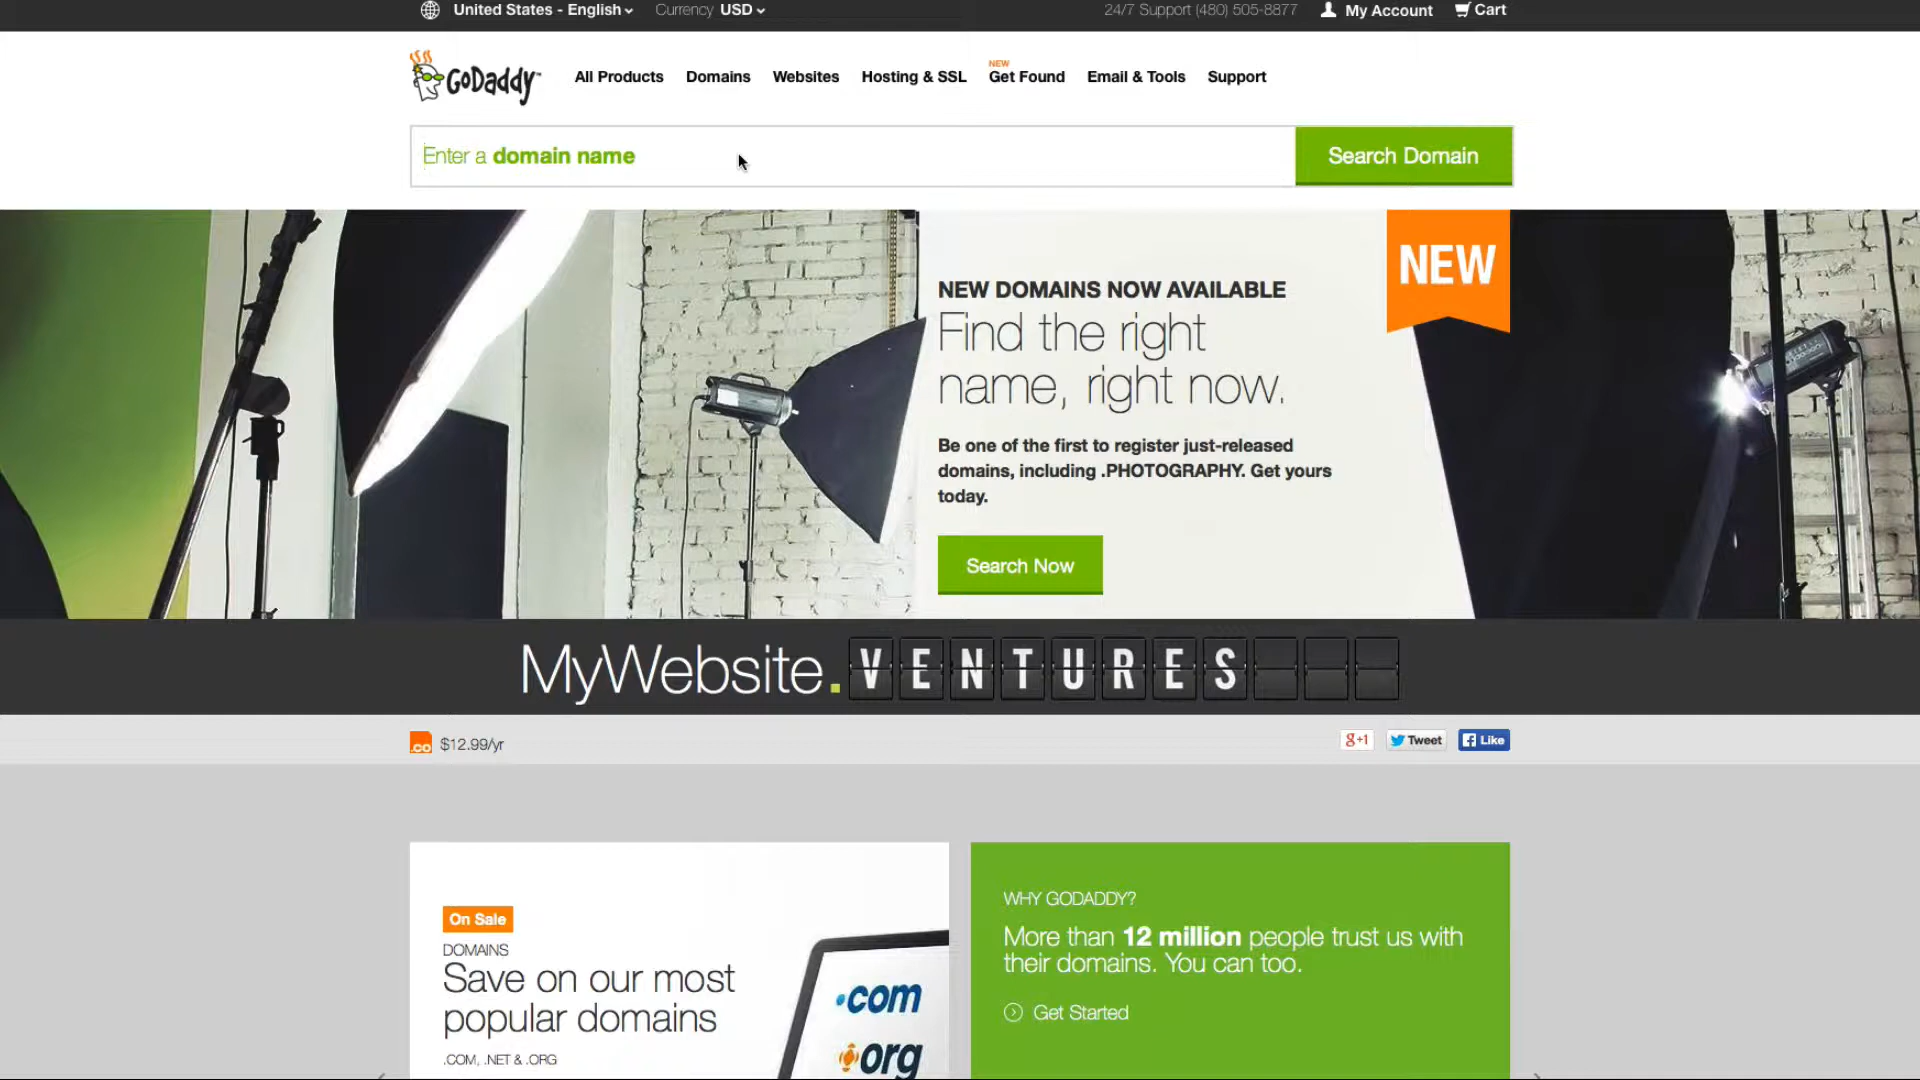 United States - English
Currency USD
24/7 Support (480) 505-8877
My Account
Cart
GoDaddy™
All Products
Domains
Websites
Hosting & SSL
NEW
Get Found
Email & Tools
Support
Enter a domain name
Search Domain
NEW
NEW DOMAINS NOW AVAILABLE
Find the right
name, right now.
Be one of the first to register just-released
domains, including .PHOTOGRAPHY. Get yours
today.
Search Now
MyWebsite.VENTURES
.co $12.99/yr
g+1
Tweet
Like
On Sale
DOMAINS
Save on our most
popular domains
.COM, .NET & .ORG
.com
.org
WHY GODADDY?
More than 12 million people trust us with
their domains. You can too.
Get Started